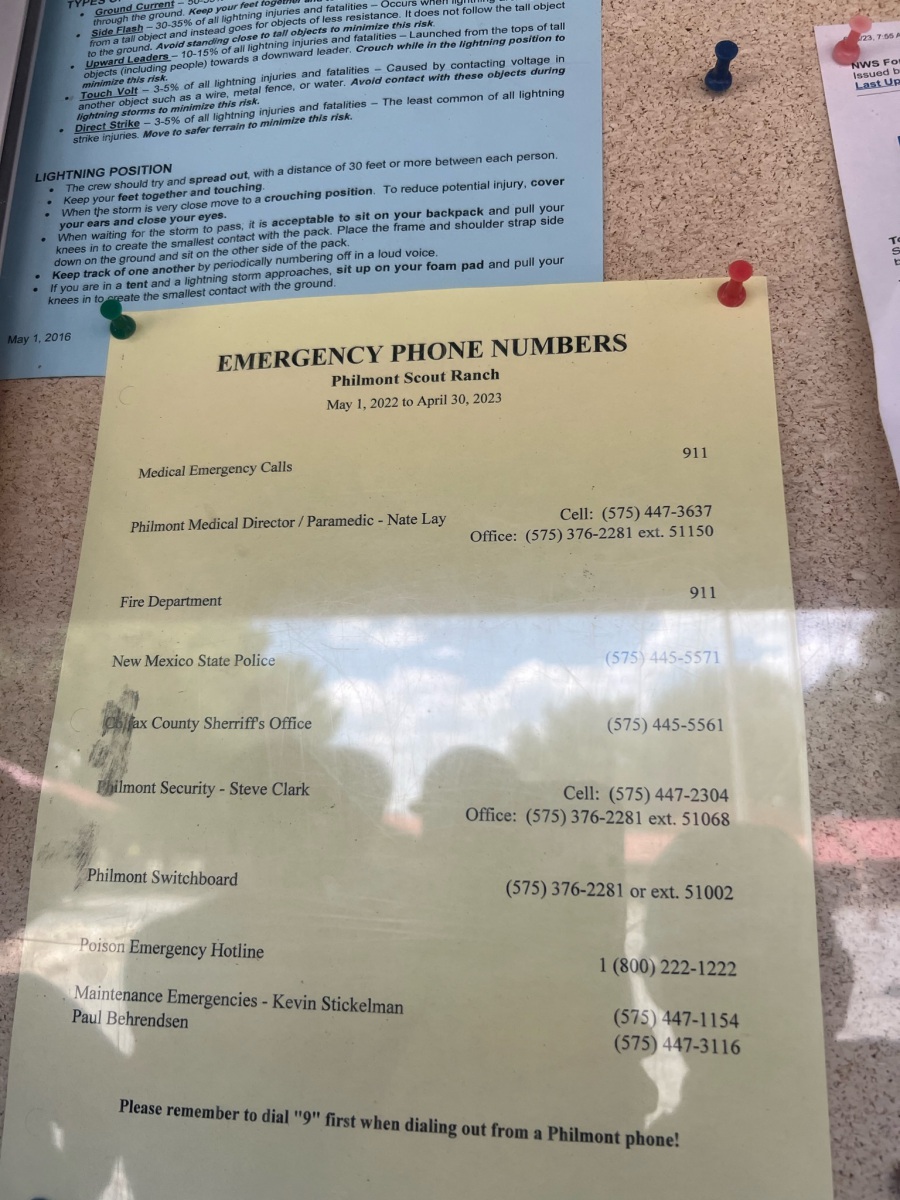 TYPES
• Ground Current
through the ground. Keep your feet together
• Side Flash – 30-35% of all lightning injuries and fatalities – Occurs when
from a tall object and instead goes for objects of less resistance. It does not follow the tall object
to the ground. Avoid standing close to tall objects to minimize this risk.
• Upward Leaders – 10-15% of all lightning injuries and fatalities – Launched from the tops of tall
objects (including people) towards a downward leader. Crouch while in the lightning position to
minimize this risk.
• Touch Volt – 3-5% of all lightning injuries and fatalities – Caused by contacting voltage in
another object such as a wire, metal fence, or water. Avoid contact with these objects during
lightning storms to minimize this risk.
• Direct Strike – 3-5% of all lightning injuries and fatalities – The least common of all lightning
strike injuries. Move to safer terrain to minimize this risk.
LIGHTNING POSITION
• The crew should try and spread out, with a distance of 30 feet or more between each person.
• Keep your feet together and touching.
• When the storm is very close move to a crouching position. To reduce potential injury, cover
your ears and close your eyes.
• When waiting for the storm to pass, it is acceptable to sit on your backpack and pull your
knees in to create the smallest contact with the pack. Place the frame and shoulder strap side
down on the ground and sit on the other side of the pack.
• Keep track of one another by periodically numbering off in a loud voice.
• If you are in a tent and a lightning storm approaches, sit up on your foam pad and pull your
knees in to create the smallest contact with the ground.
May 1, 2016
EMERGENCY PHONE NUMBERS
Philmont Scout Ranch
May 1, 2022 to April 30, 2023
Medical Emergency Calls 911
Philmont Medical Director / Paramedic - Nate Lay Cell: (575) 447-3637
Office: (575) 376-2281 ext. 51150
Fire Department 911
New Mexico State Police (575) 445-5571
Colfax County Sherriff's Office (575) 445-5561
Philmont Security - Steve Clark Cell: (575) 447-2304
Office: (575) 376-2281 ext. 51068
Philmont Switchboard (575) 376-2281 or ext. 51002
Poison Emergency Hotline 1 (800) 222-1222
Maintenance Emergencies - Kevin Stickelman (575) 447-1154
Paul Behrendsen (575) 447-3116
Please remember to dial "9" first when dialing out from a Philmont phone!
23, 7:55
NWS
Issued
Last